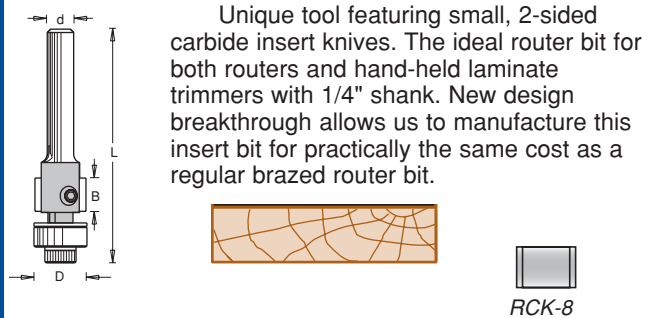 d
Unique tool featuring small, 2-sided
carbide insert knives. The ideal router bit for
both routers and hand-held laminate
trimmers with 1/4" shank. New design
breakthrough allows us to manufacture this
insert bit for practically the same cost as a
regular brazed router bit.
L
B
D
RCK-8